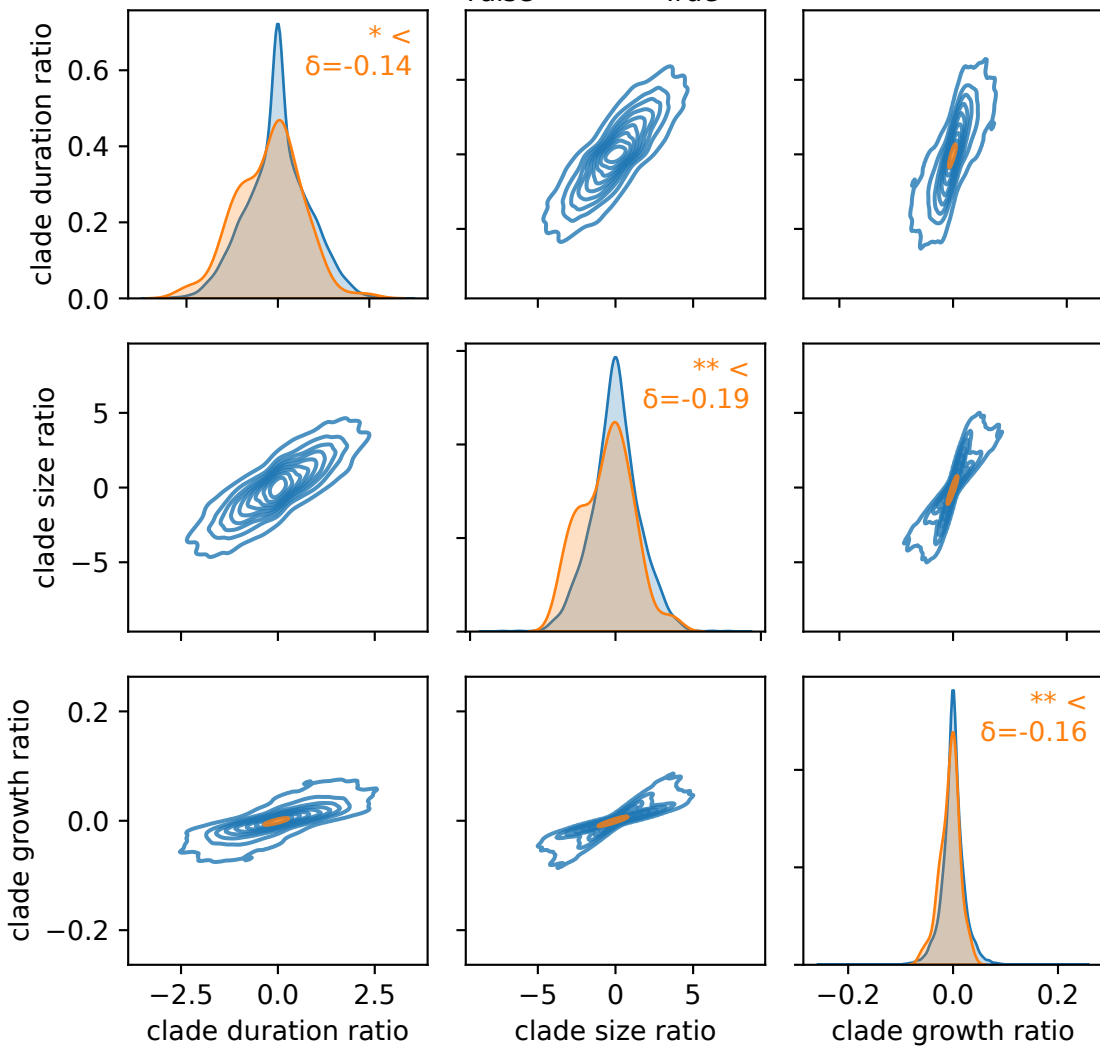 * <
δ=-0.14
clade duration ratio
0.6
0.4
0.2
0.0
** <
δ=-0.19
clade size ratio
5
0
−5
** <
δ=-0.16
clade growth ratio
0.2
0.0
−0.2
−2.5 0.0 2.5
−5 0 5
−0.2 0.0 0.2
clade duration ratio
clade size ratio
clade growth ratio